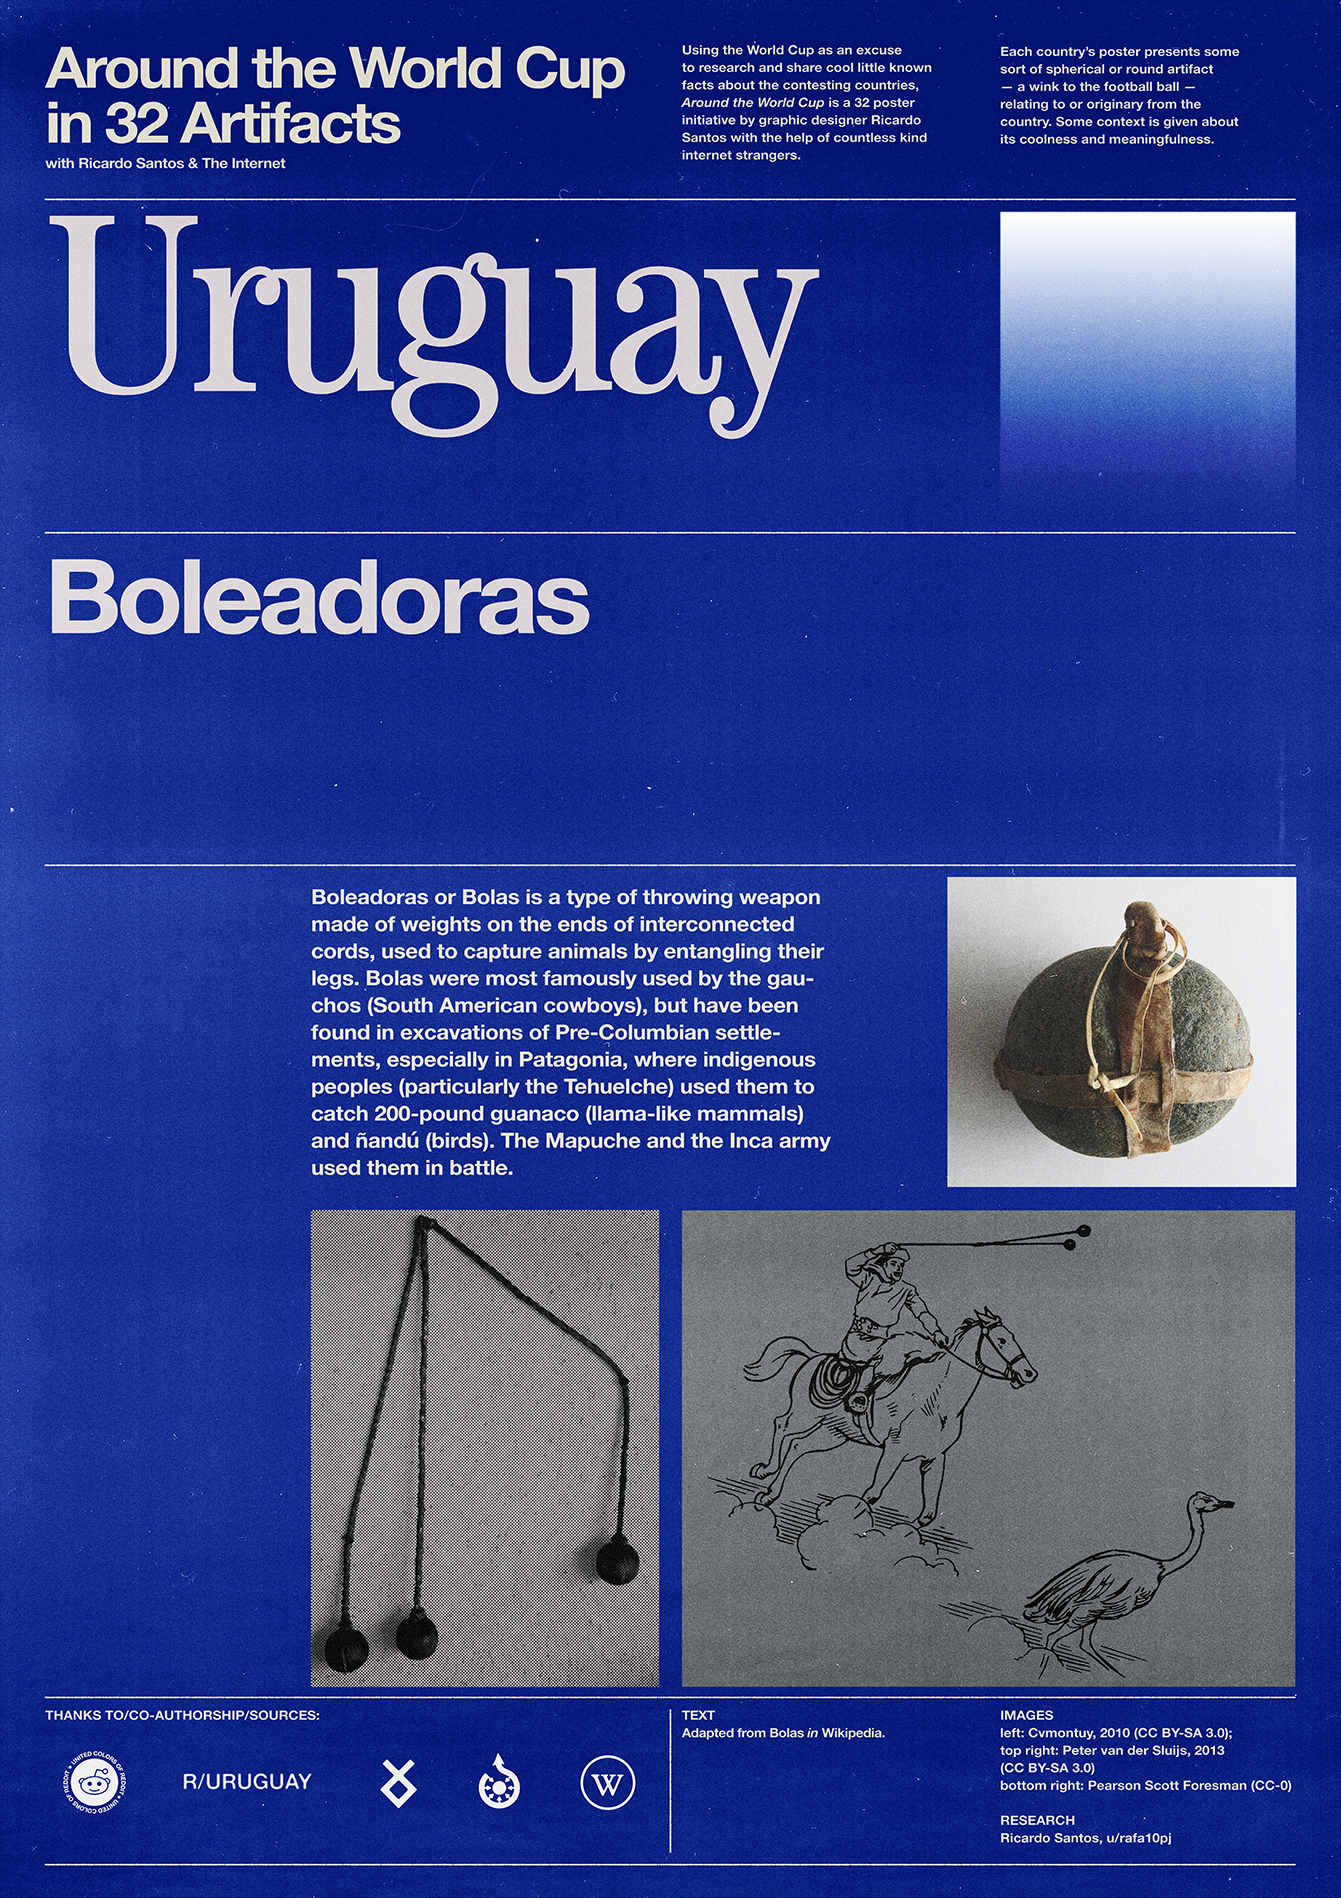 Around the World Cup
in 32 Artifacts
with Ricardo Santos & The Internet
Using the World Cup as an excuse
to research and share cool little known
facts about the contesting countries,
Around the World Cup is a 32 poster
initiative by graphic designer Ricardo
Santos with the help of countless kind
internet strangers.
Each country's poster presents some
sort of spherical or round artifact
— a wink to the football ball —
relating to or originary from the
country. Some context is given about
its coolness and meaningfulness.
Uruguay
Boleadoras
Boleadoras or Bolas is a type of throwing weapon
made of weights on the ends of interconnected
cords, used to capture animals by entangling their
legs. Bolas were most famously used by the gau-
chos (South American cowboys), but have been
found in excavations of Pre-Columbian settle-
ments, especially in Patagonia, where indigenous
peoples (particularly the Tehuelche) used them to
catch 200-pound guanaco (llama-like mammals)
and ñandú (birds). The Mapuche and the Inca army
used them in battle.
THANKS TO/CO-AUTHORSHIP/SOURCES:
UNITED COLORS OF REDDIT • UNITED COLORS OF REDDIT •
R/URUGUAY
W
TEXT
Adapted from Bolas in Wikipedia.
IMAGES
left: Cvmontuy, 2010 (CC BY-SA 3.0);
top right: Peter van der Sluijs, 2013
(CC BY-SA 3.0)
bottom right: Pearson Scott Foresman (CC-0)
RESEARCH
Ricardo Santos, u/rafa10pj